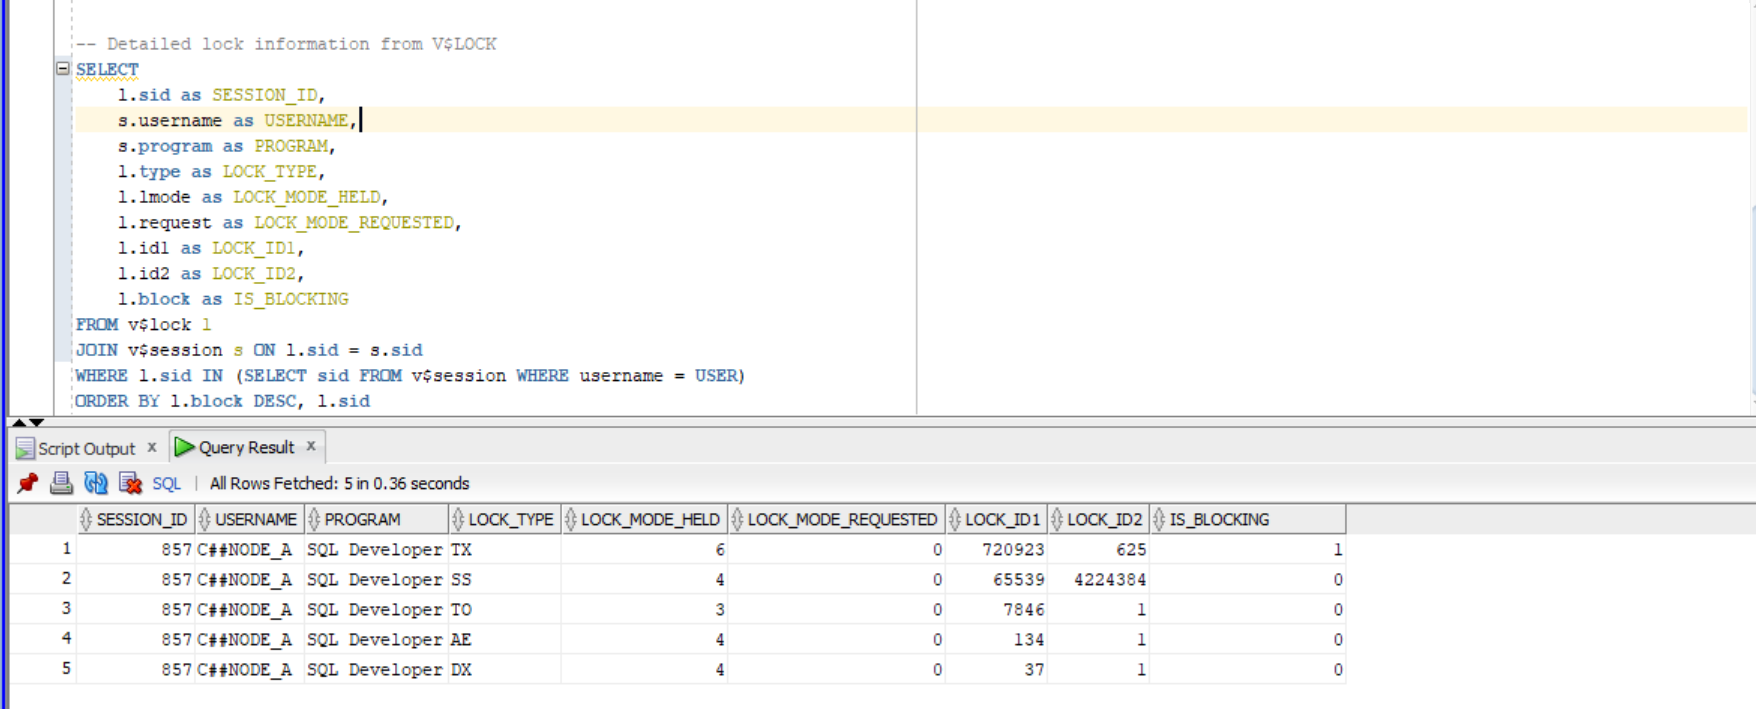 -- Detailed lock information from V$LOCK
SELECT
l.sid as SESSION_ID,
s.username as USERNAME,
s.program as PROGRAM,
l.type as LOCK_TYPE,
l.lmode as LOCK_MODE_HELD,
l.request as LOCK_MODE_REQUESTED,
l.id1 as LOCK_ID1,
l.id2 as LOCK_ID2,
l.block as IS_BLOCKING
FROM v$lock l
JOIN v$session s ON l.sid = s.sid
WHERE l.sid IN (SELECT sid FROM v$session WHERE username = USER)
ORDER BY l.block DESC, l.sid
Script Output x Query Result x
SQL | All Rows Fetched: 5 in 0.36 seconds
SESSION_ID USERNAME PROGRAM LOCK_TYPE LOCK_MODE_HELD LOCK_MODE_REQUESTED LOCK_ID1 LOCK_ID2 IS_BLOCKING
1 857 C##NODE_A SQL Developer TX 6 0 720923 625 1
2 857 C##NODE_A SQL Developer SS 4 0 65539 4224384 0
3 857 C##NODE_A SQL Developer TO 3 0 7846 1 0
4 857 C##NODE_A SQL Developer AE 4 0 134 1 0
5 857 C##NODE_A SQL Developer DX 4 0 37 1 0